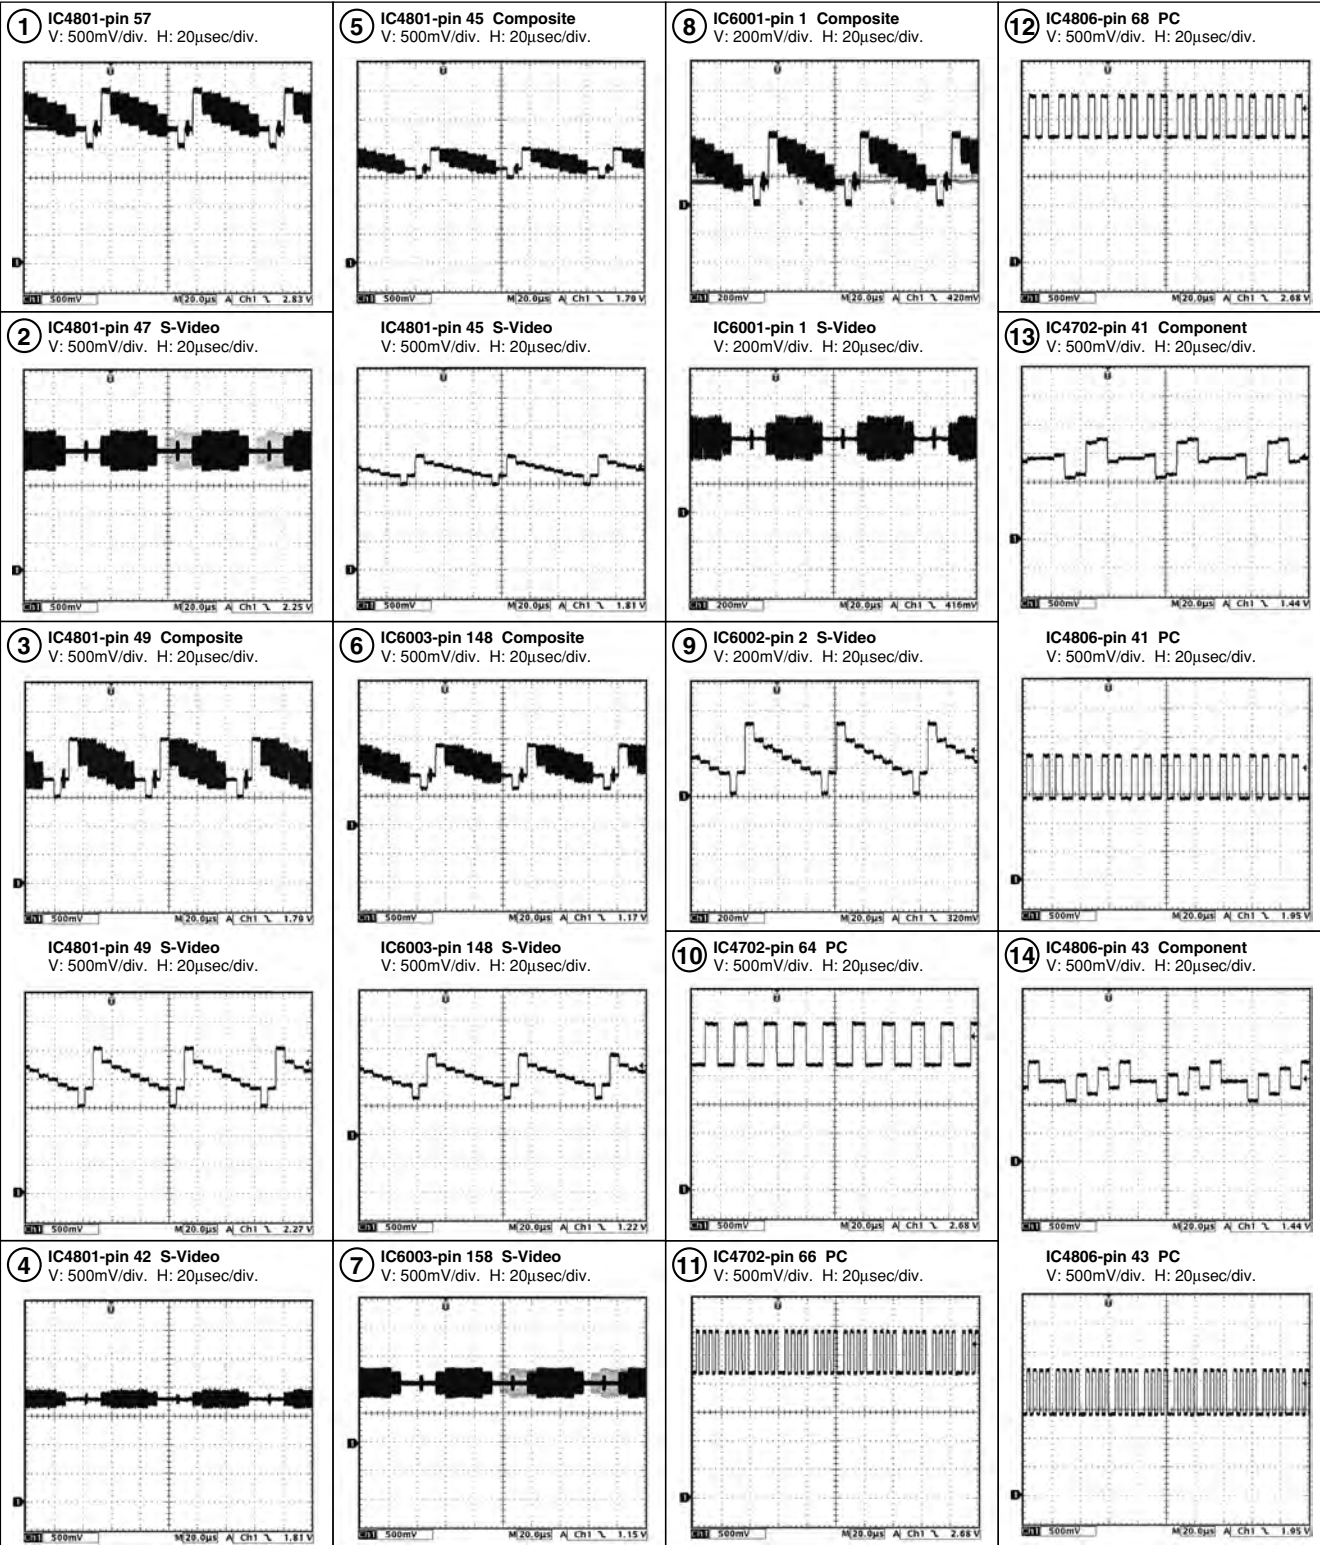 1 IC4801-pin 57
V: 500mV/div. H: 20µsec/div.
Ch1 500mV M 20.0µs A Ch1 2.83 V
2 IC4801-pin 47 S-Video
V: 500mV/div. H: 20µsec/div.
Ch1 500mV M 20.0µs A Ch1 2.25 V
3 IC4801-pin 49 Composite
V: 500mV/div. H: 20µsec/div.
Ch1 500mV M 20.0µs A Ch1 1.79 V
IC4801-pin 49 S-Video
V: 500mV/div. H: 20µsec/div.
Ch1 500mV M 20.0µs A Ch1 2.27 V
4 IC4801-pin 42 S-Video
V: 500mV/div. H: 20µsec/div.
Ch1 500mV M 20.0µs A Ch1 1.81 V
5 IC4801-pin 45 Composite
V: 500mV/div. H: 20µsec/div.
Ch1 500mV M 20.0µs A Ch1 1.79 V
IC4801-pin 45 S-Video
V: 500mV/div. H: 20µsec/div.
Ch1 500mV M 20.0µs A Ch1 1.81 V
6 IC6003-pin 148 Composite
V: 500mV/div. H: 20µsec/div.
Ch1 500mV M 20.0µs A Ch1 1.17 V
IC6003-pin 148 S-Video
V: 500mV/div. H: 20µsec/div.
Ch1 500mV M 20.0µs A Ch1 1.22 V
7 IC6003-pin 158 S-Video
V: 500mV/div. H: 20µsec/div.
Ch1 500mV M 20.0µs A Ch1 1.15 V
8 IC6001-pin 1 Composite
V: 200mV/div. H: 20µsec/div.
Ch1 200mV M 20.0µs A Ch1 420mV
IC6001-pin 1 S-Video
V: 200mV/div. H: 20µsec/div.
Ch1 200mV M 20.0µs A Ch1 416mV
9 IC6002-pin 2 S-Video
V: 200mV/div. H: 20µsec/div.
Ch1 200mV M 20.0µs A Ch1 320mV
10 IC4702-pin 64 PC
V: 500mV/div. H: 20µsec/div.
Ch1 500mV M 20.0µs A Ch1 2.68 V
11 IC4702-pin 66 PC
V: 500mV/div. H: 20µsec/div.
Ch1 500mV M 20.0µs A Ch1 2.68 V
12 IC4806-pin 68 PC
V: 500mV/div. H: 20µsec/div.
Ch1 500mV M 20.0µs A Ch1 2.68 V
13 IC4702-pin 41 Component
V: 500mV/div. H: 20µsec/div.
Ch1 500mV M 20.0µs A Ch1 1.44 V
IC4806-pin 41 PC
V: 500mV/div. H: 20µsec/div.
Ch1 500mV M 20.0µs A Ch1 1.95 V
14 IC4806-pin 43 Component
V: 500mV/div. H: 20µsec/div.
Ch1 500mV M 20.0µs A Ch1 1.44 V
IC4806-pin 43 PC
V: 500mV/div. H: 20µsec/div.
Ch1 500mV M 20.0µs A Ch1 1.95 V